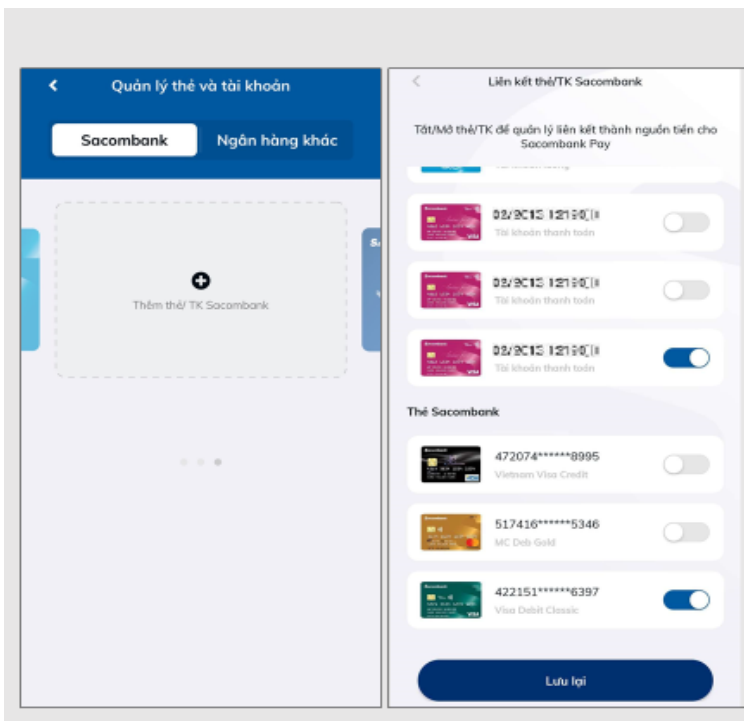 Quản lý thẻ và tài khoản
Sacombank
Ngân hàng khác
Thêm thẻ/ TK Sacombank
Liên kết thẻ/TK Sacombank
Tắt/Mở thẻ/TK để quản lý liên kết thành nguồn tiền cho
Sacombank Pay
Tài khoản thanh toán
Tài khoản thanh toán
Tài khoản thanh toán
Thẻ Sacombank
472074******8995
Vietnam Visa Credit
517416******5346
MC Deb Gold
422151******6397
Visa Debit Classic
Lưu lại